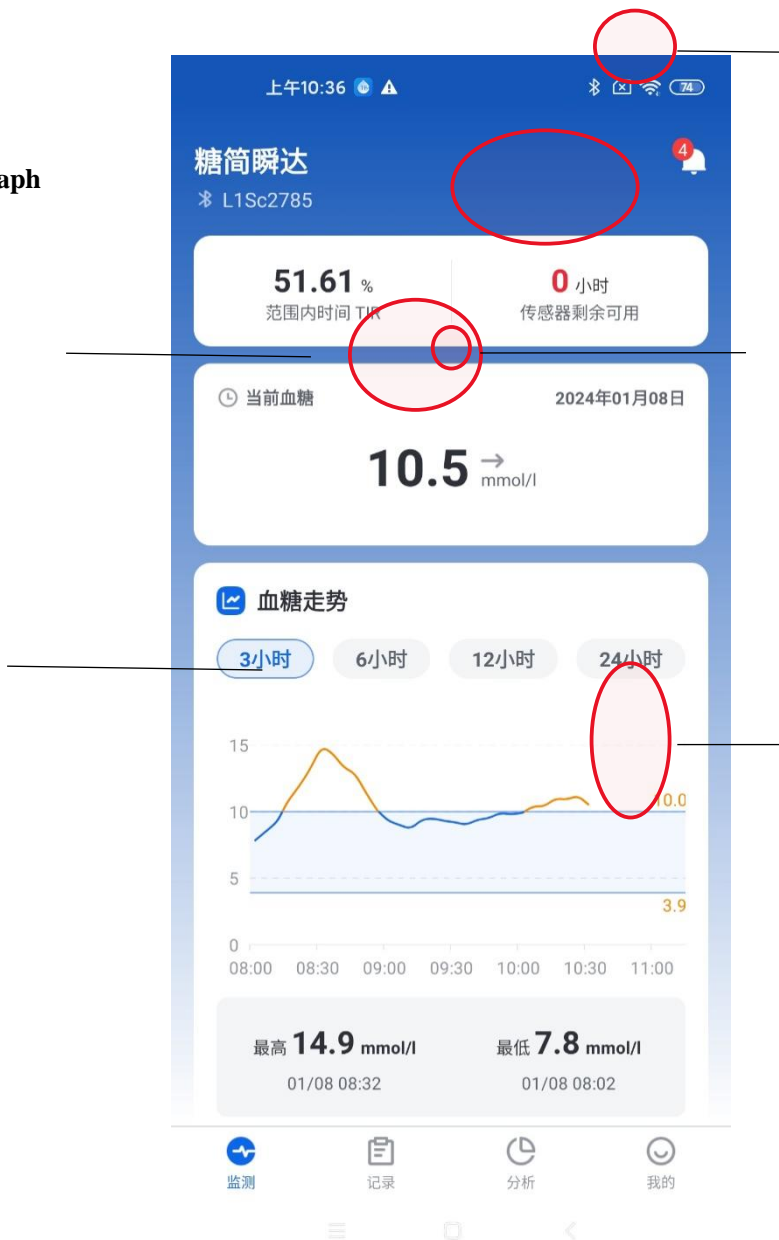 上午10:36
74
aph
糖简瞬达
4
L1Sc2785
51.61 %
0 小时
范围内时间 TIR
传感器剩余可用
当前血糖
2024年01月08日
10.5 mmol/l
血糖走势
3小时 6小时 12小时 24小时
15
10
10.0
5
3.9
0
08:00 08:30 09:00 09:30 10:00 10:30 11:00
最高 14.9 mmol/l
最低 7.8 mmol/l
01/08 08:32
01/08 08:02
监测 记录 分析 我的